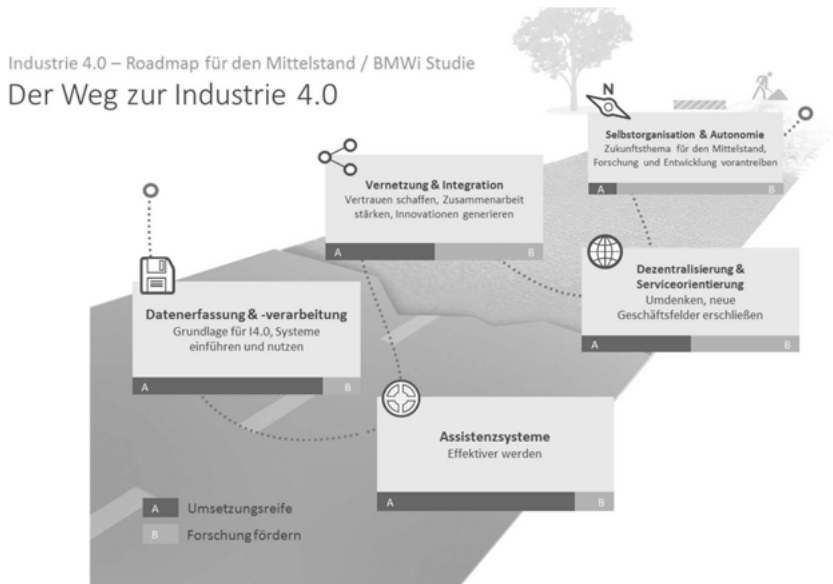 Industrie 4.0 – Roadmap für den Mittelstand / BMWi Studie
Der Weg zur Industrie 4.0
Datenerfassung & -verarbeitung
Grundlage für I4.0, Systeme
einführen und nutzen
A B
Assistenzsysteme
Effektiver werden
A B
Vernetzung & Integration
Vertrauen schaffen, Zusammenarbeit
stärken, Innovationen generieren
A B
Dezentralisierung &
Serviceorientierung
Umdenken, neue
Geschäftsfelder erschließen
A B
N
Selbstorganisation & Autonomie
Zukunftsthema für den Mittelstand,
Forschung und Entwicklung vorantreiben
A B
A Umsetzungsreife
B Forschung fördern